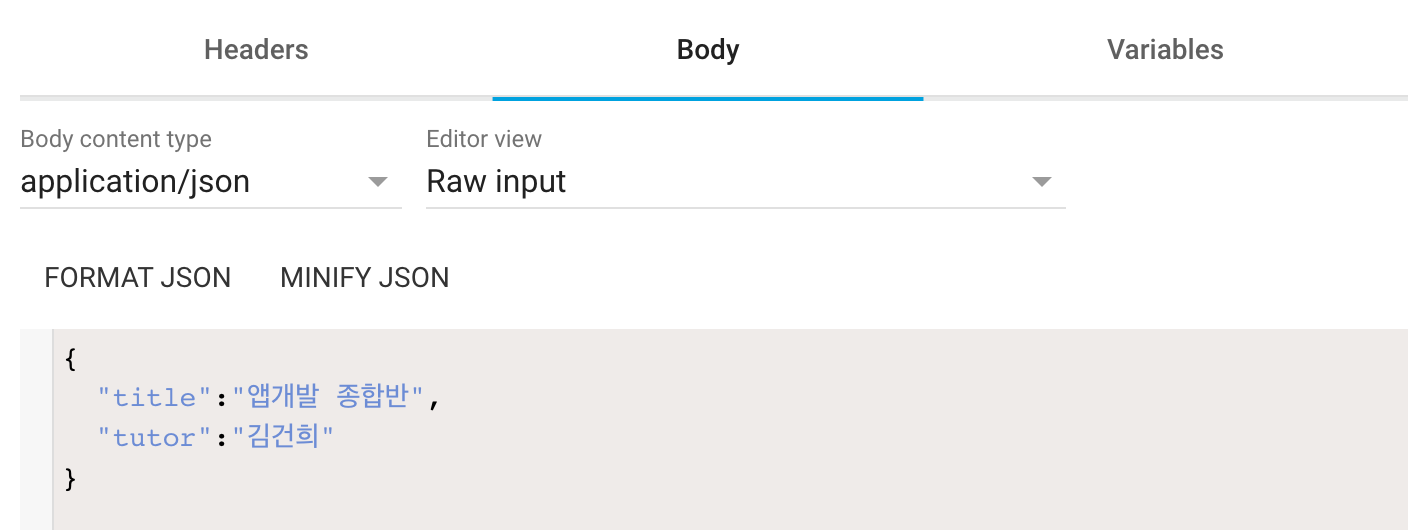 Headers Body Variables
Body content type Editor view
application/json Raw input
FORMAT JSON MINIFY JSON
{
"title":"앱개발 종합반",
"tutor":"김건희"
}